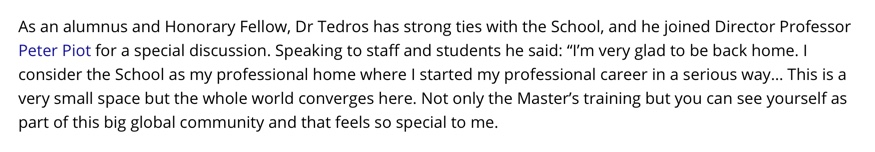 As an alumnus and Honorary Fellow, Dr Tedros has strong ties with the School, and he joined Director Professor
Peter Piot for a special discussion. Speaking to staff and students he said: “I’m very glad to be back home. I
consider the School as my professional home where I started my professional career in a serious way… This is a
very small space but the whole world converges here. Not only the Master’s training but you can see yourself as
part of this big global community and that feels so special to me.